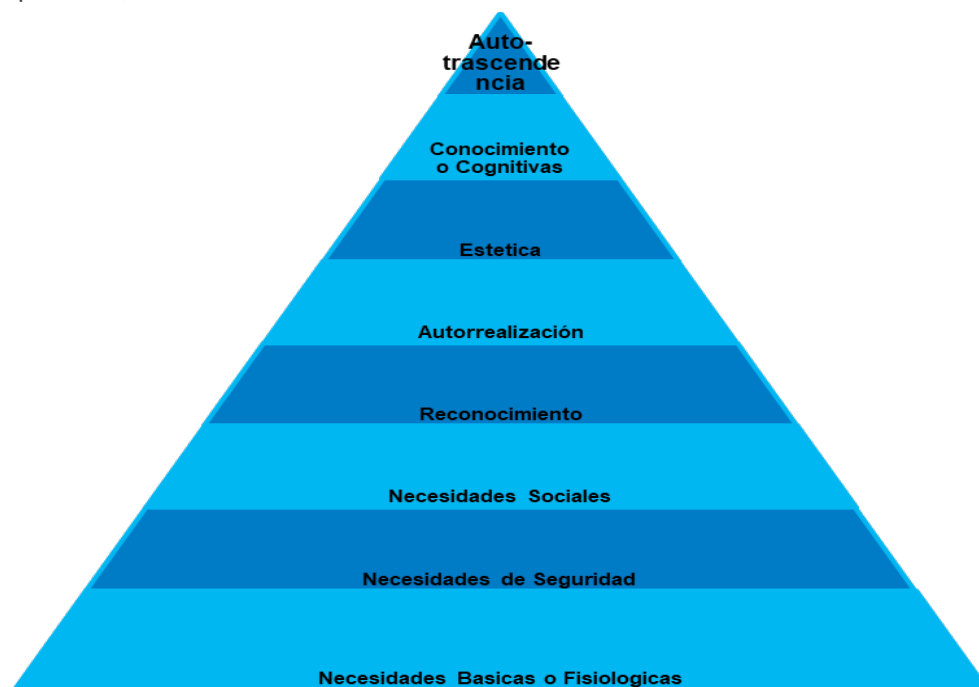 Auto-
trascende
ncia
Conocimiento
o Cognitivas
Estetica
Autorrealización
Reconocimiento
Necesidades Sociales
Necesidades de Seguridad
Necesidades Basicas o Fisiologicas